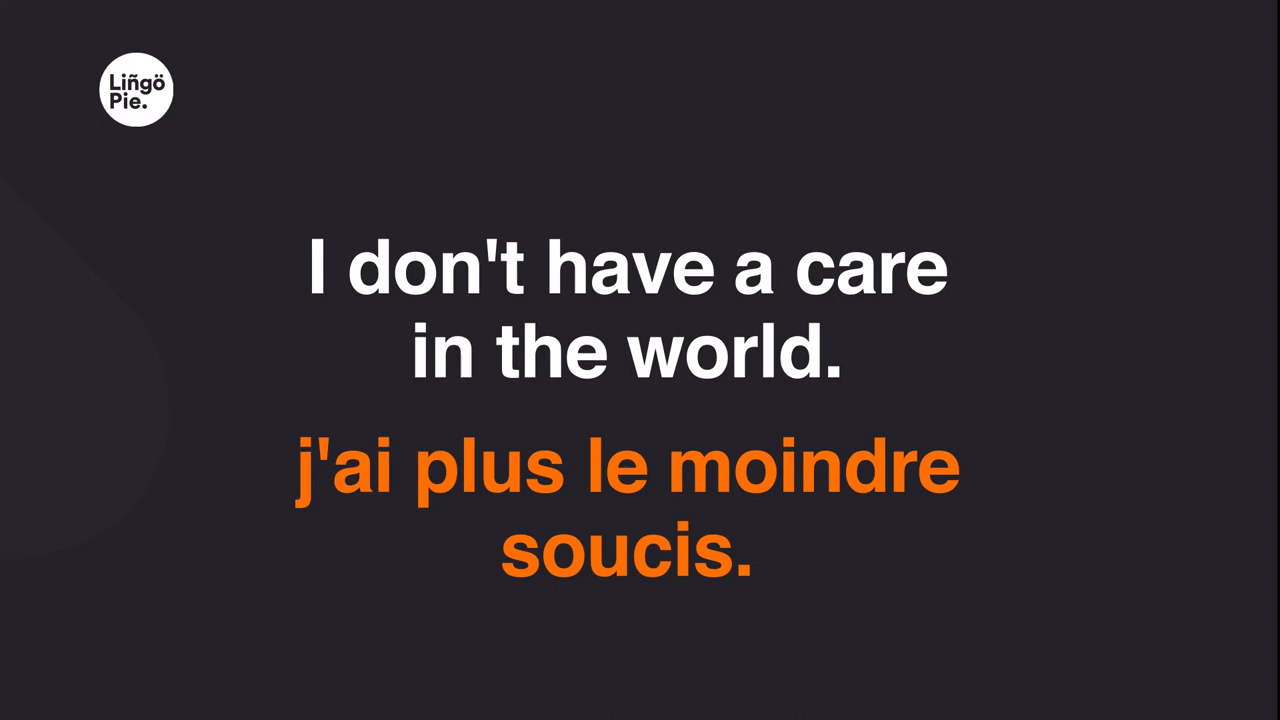 Liñgö
Pie.
I don't have a care
in the world.
j'ai plus le moindre
soucis.